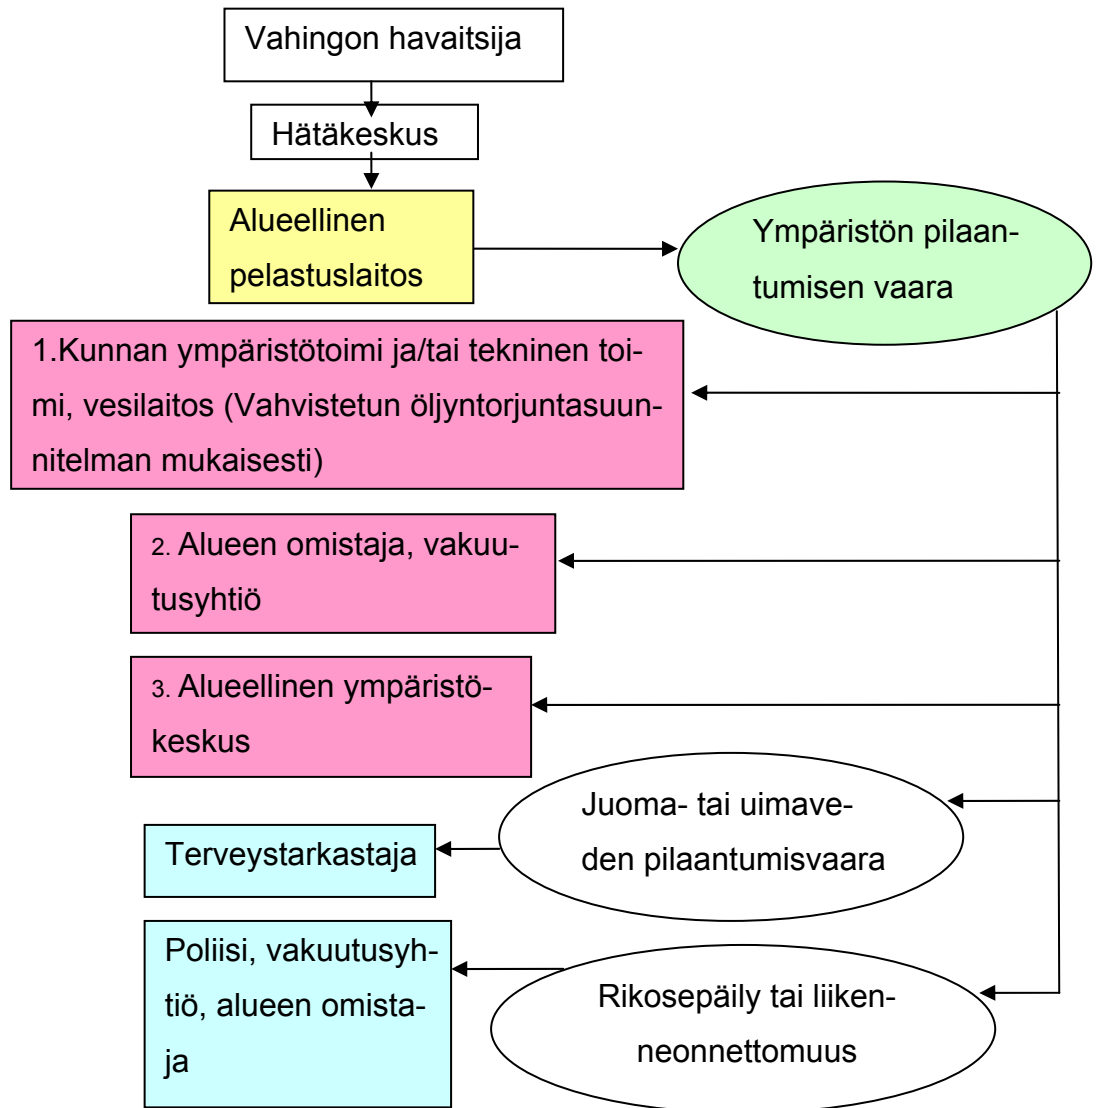 Vahingon havaitsija
Hätäkeskus
Alueellinen
pelastuslaitos
Ympäristön pilaan-
tumisen vaara
1.Kunnan ympäristötoimi ja/tai tekninen toi-
mi, vesilaitos (Vahvistetun öljyntorjuntasuun-
nitelman mukaisesti)
2. Alueen omistaja, vakuu-
tusyhtiö
3. Alueellinen ympäristö-
keskus
Juoma- tai uimave-
den pilaantumisvaara
Terveystarkastaja
Poliisi, vakuutusyh-
tiö, alueen omista-
ja
Rikosepäily tai liiken-
neonnettomuus